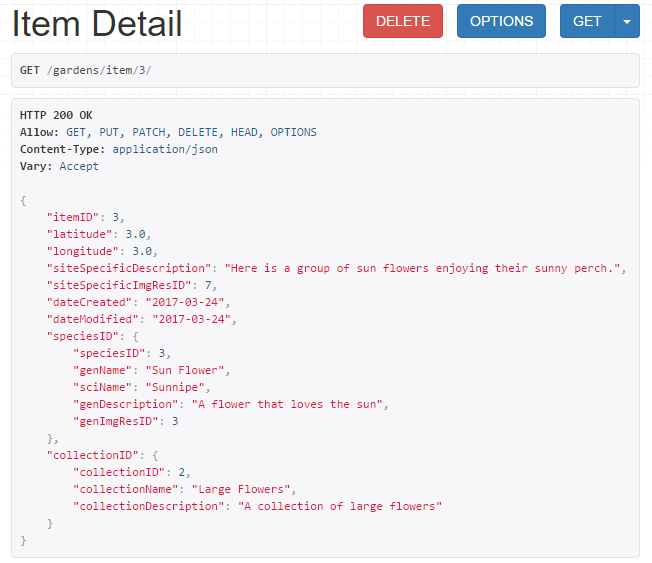 Item Detail
DELETE
OPTIONS
GET
GET /gardens/item/3/
HTTP 200 OK
Allow: GET, PUT, PATCH, DELETE, HEAD, OPTIONS
Content-Type: application/json
Vary: Accept
{
    "itemID": 3,
    "latitude": 3.0,
    "longitude": 3.0,
    "siteSpecificDescription": "Here is a group of sun flowers enjoying their sunny perch.",
    "siteSpecificImgResID": 7,
    "dateCreated": "2017-03-24",
    "dateModified": "2017-03-24",
    "speciesID": {
        "speciesID": 3,
        "genName": "Sun Flower",
        "sciName": "Sunnipe",
        "genDescription": "A flower that loves the sun",
        "genImgResID": 3
    },
    "collectionID": {
        "collectionID": 2,
        "collectionName": "Large Flowers",
        "collectionDescription": "A collection of large flowers"
    }
}